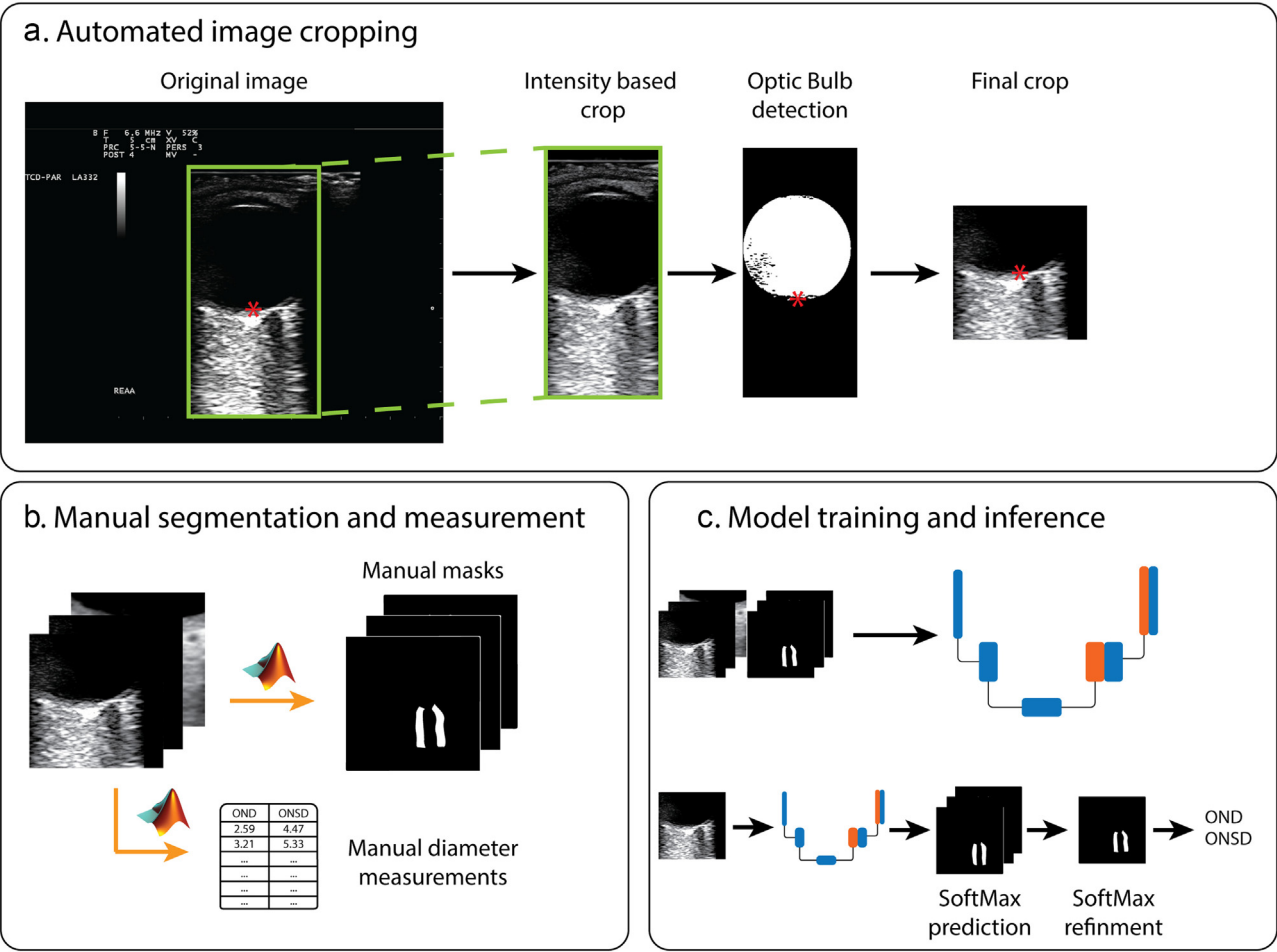 a. Automated image cropping
Original image
Intensity based
crop
Optic Bulb
detection
Final crop
B F 6.6 MHz V 52%
T 5 cm XV C
PRC 5-5-N PERS 3
POST 4 MV -
TCD-PAR LA332
*
*
*
REAA
b. Manual segmentation and measurement
Manual masks
OND ONSD
2.59 4.47
3.21 5.33
... ...
... ...
... ...
... ...
Manual diameter
measurements
c. Model training and inference
OND
ONSD
SoftMax
prediction
SoftMax
refinment